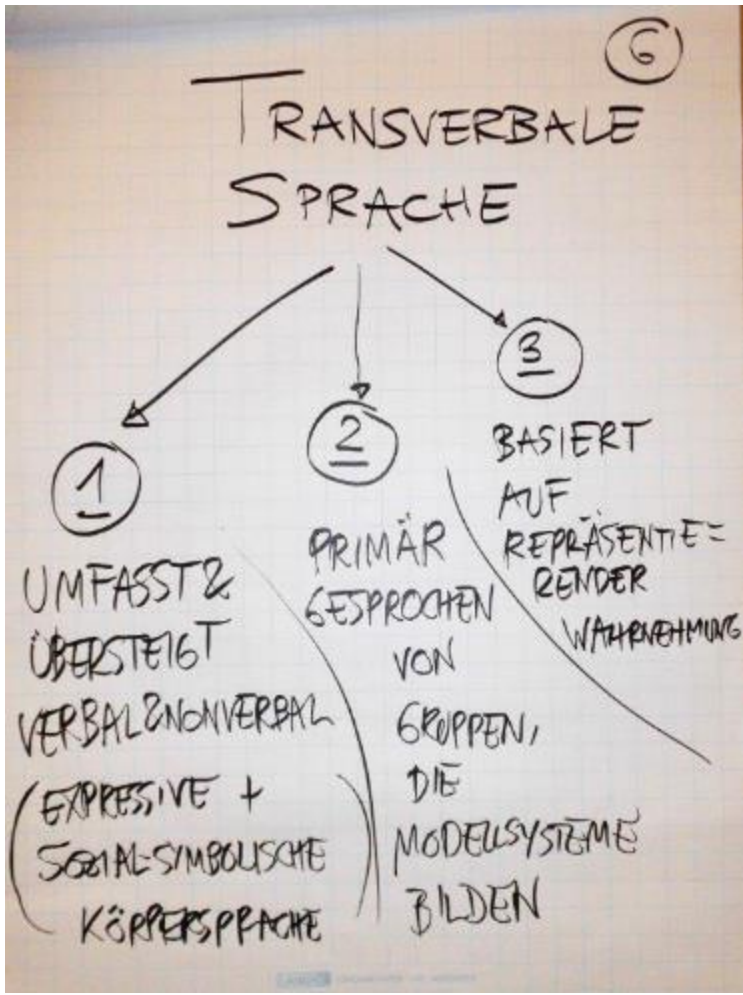 6
TRANSVERBALE
SPRACHE
1
UMFASST &
ÜBERSTEIGT
VERBAL & NONVERBAL
(EXPRESSIVE +
SOZIAL-SYMBOLISCHE
KÖRPERSPRACHE)
2
PRIMÄR
GESPROCHEN
VON
GRUPPEN,
DIE
MODELLSYSTEME
BILDEN
3
BASIERT
AUF
REPRÄSENTIE=
RENDER
WAHRNEHMUNG